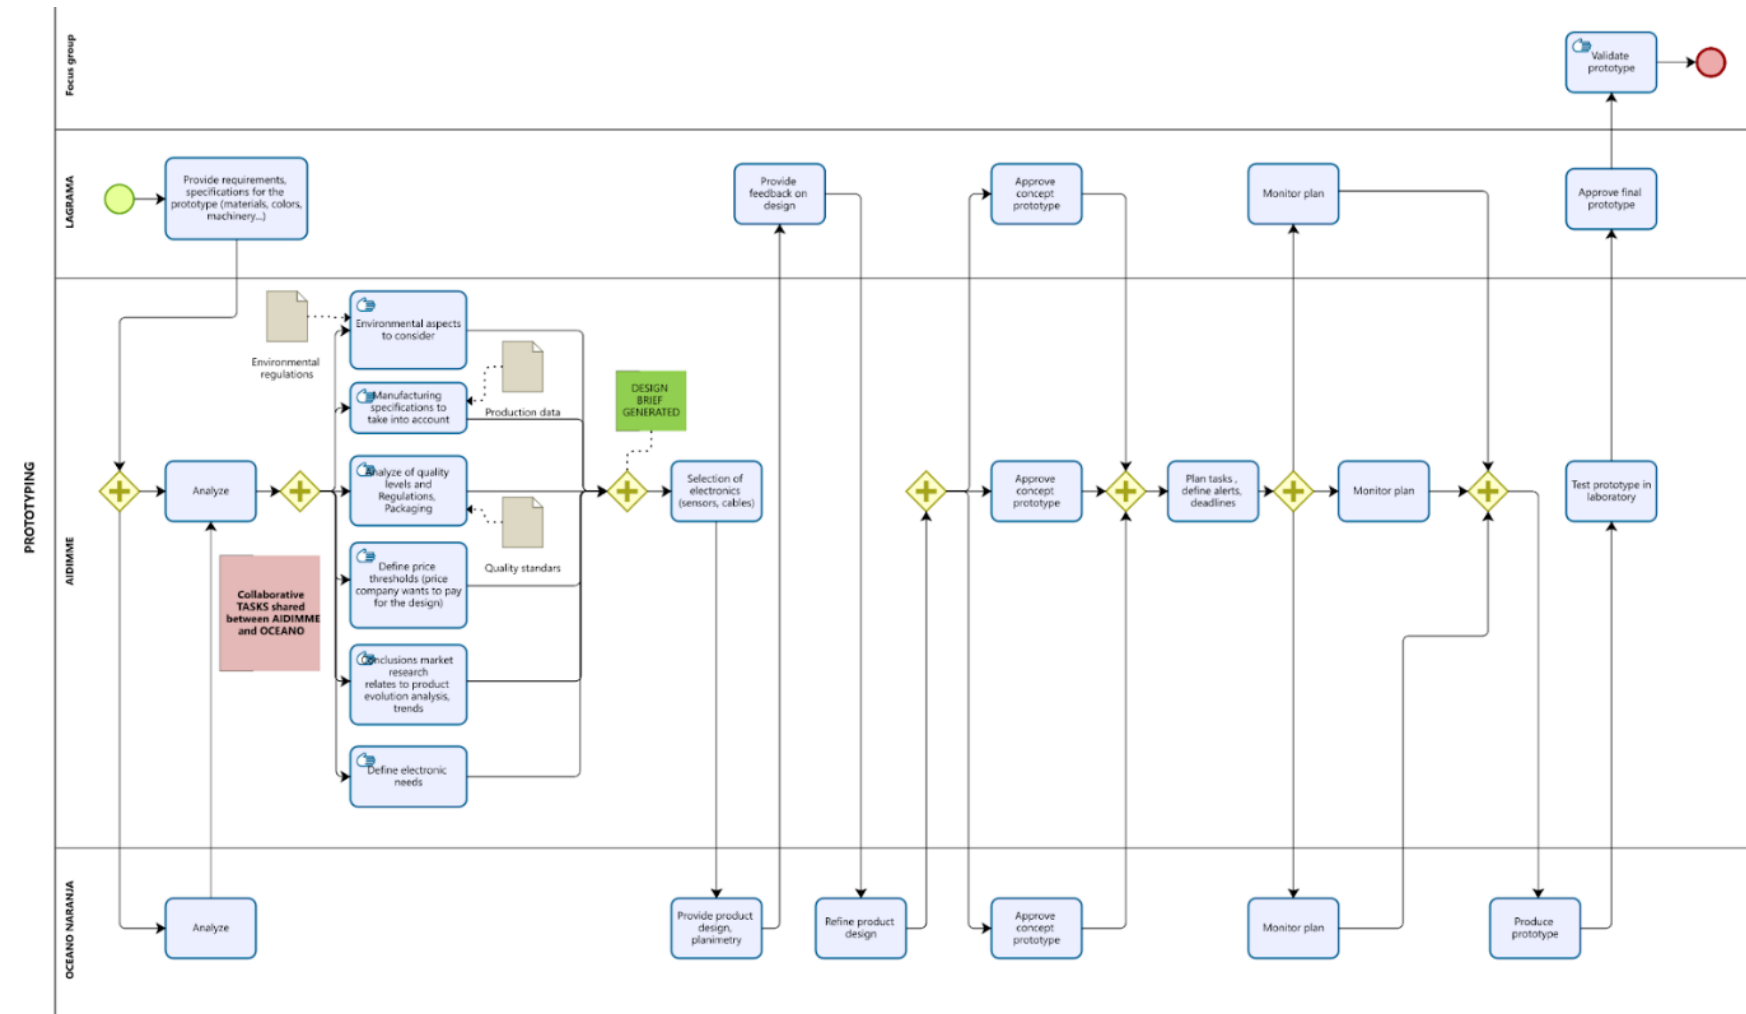 PROTOTYPING
Focus group
Validate
prototype
LAGRAMA
Provide requirements,
specifications for the
prototype (materials, colors,
machinery...)
Provide
feedback on
design
Approve
concept
prototype
Monitor plan
Approve final
prototype
AIDIMME
Environmental
regulations
Environmental aspects
to consider
Manufacturing
specifications to
take into account
Production data
DESIGN
BRIEF
GENERATED
Analyze
Analyze of quality
levels and
Regulations,
Packaging
Quality standars
Selection of
electronics
(sensors, cables)
Approve
concept
prototype
Plan tasks ,
define alerts,
deadlines
Monitor plan
Test prototype in
laboratory
Collaborative
TASKS shared
between AIDIMME
and OCEANO
Define price
thresholds (price
company wants to pay
for the design)
Conclusions market
research
relates to product
evolution analysis,
trends
Define electronic
needs
OCEANO NARANJA
Analyze
Provide product
design,
planimetry
Refine product
design
Approve
concept
prototype
Monitor plan
Produce
prototype